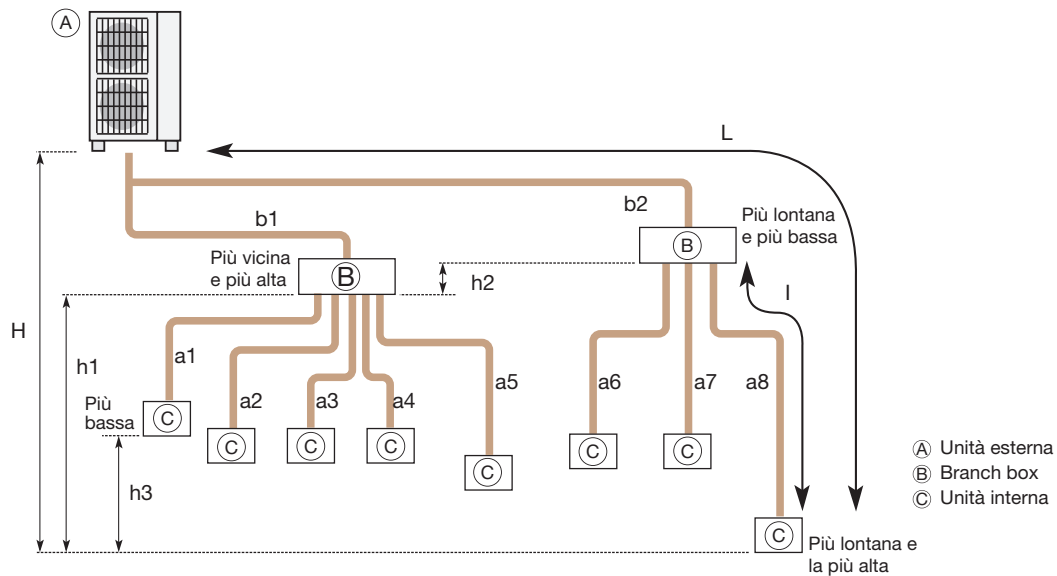 A
L
b1
b2
Più lontana
e più bassa
B
Più vicina
e più alta
B
h2
I
H
h1
a1
a2
a3
a4
a5
a6
a7
a8
Più
bassa
C
C
C
C
C
C
C
h3
A Unità esterna
B Branch box
C Unità interna
C
Più lontana e
la più alta